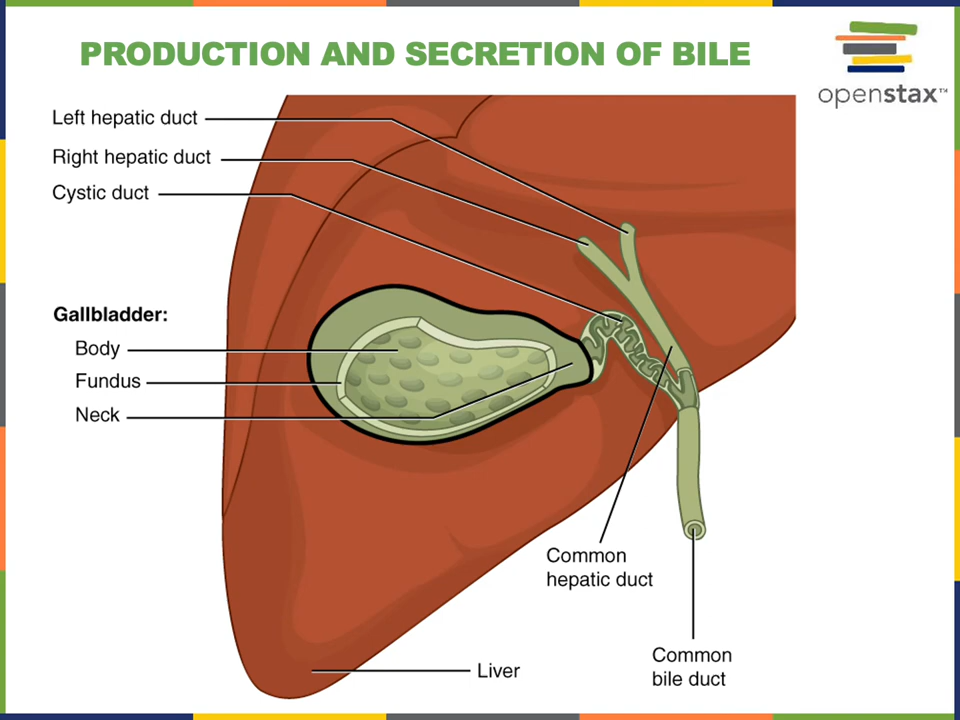 PRODUCTION AND SECRETION OF BILE
openstax™
Left hepatic duct
Right hepatic duct
Cystic duct
Gallbladder:
Body
Fundus
Neck
Common
hepatic duct
Common
bile duct
Liver